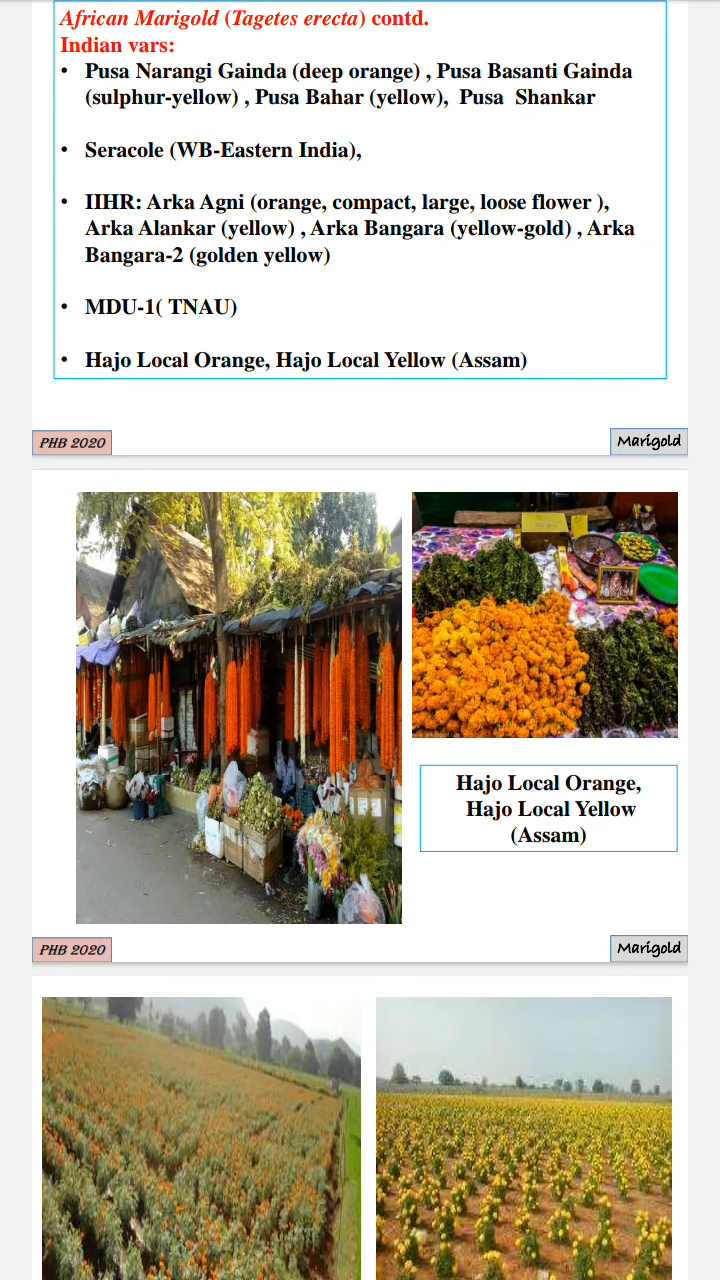 African Marigold (Tagetes erecta) contd.
Indian vars:
• Pusa Narangi Gainda (deep orange) , Pusa Basanti Gainda
(sulphur-yellow) , Pusa Bahar (yellow), Pusa Shankar
• Seracole (WB-Eastern India),
• IIHR: Arka Agni (orange, compact, large, loose flower ),
Arka Alankar (yellow) , Arka Bangara (yellow-gold) , Arka
Bangara-2 (golden yellow)
• MDU-1( TNAU)
• Hajo Local Orange, Hajo Local Yellow (Assam)
PHB 2020
Marigold
Hajo Local Orange,
Hajo Local Yellow
(Assam)
PHB 2020
Marigold